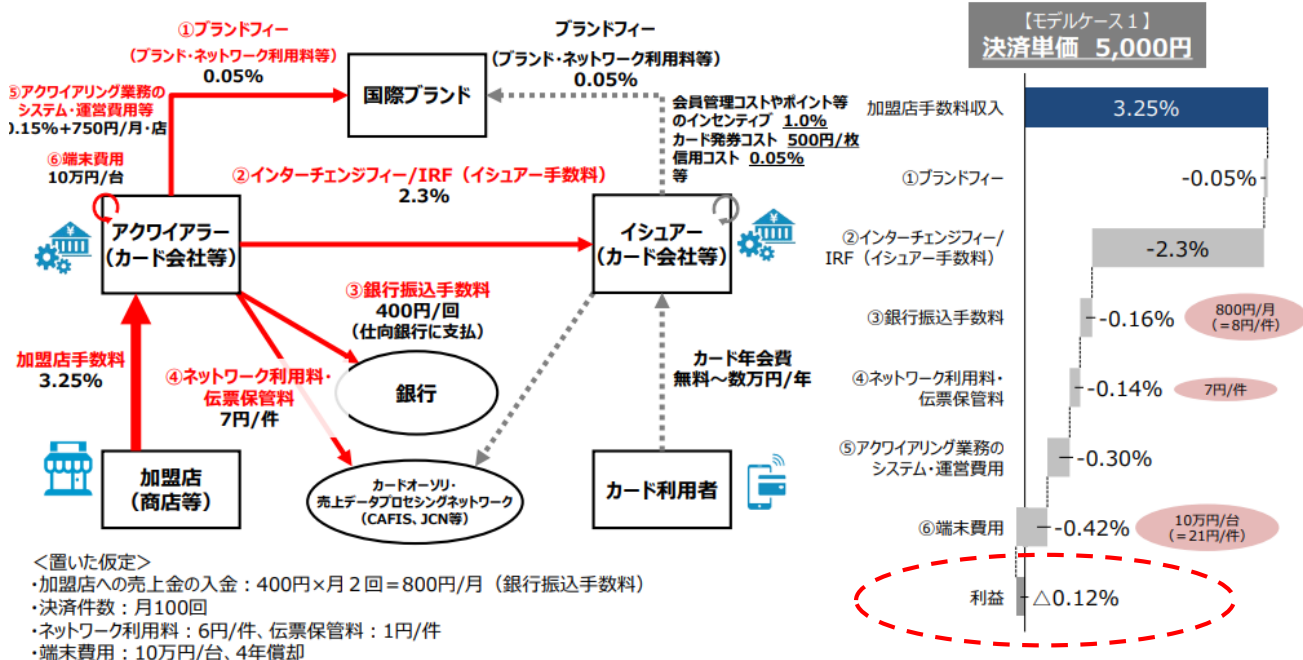 ①ブランドフィー
(ブランド・ネットワーク利用料等)
0.05%
ブランドフィー
(ブランド・ネットワーク利用料等)
0.05%
国際ブランド
⑤アクワイアリング業務の
システム・運営費用等
0.15%+750円/月・店
⑥端末費用
10万円/台
会員管理コストやポイント等
のインセンティブ 1.0%
カード発券コスト 500円/枚
信用コスト 0.05%
等
②インターチェンジフィー/IRF（イシュアー手数料）
2.3%
アクワイアラー
(カード会社等)
イシュアー
(カード会社等)
③銀行振込手数料
400円/回
(仕向銀行に支払)
加盟店手数料
3.25%
④ネットワーク利用料・
伝票保管料
7円/件
銀行
カード年会費
無料～数万円/年
加盟店
(商店等)
カードオーソリ・
売上データプロセシングネットワーク
(CAFIS、JCN等)
カード利用者
＜置いた仮定＞
・加盟店への売上金の入金：400円×月２回＝800円/月（銀行振込手数料）
・決済件数：月100回
・ネットワーク利用料：6円/件、伝票保管料：1円/件
・端末費用：10万円/台、4年償却
【モデルケース１】
決済単価 5,000円
加盟店手数料収入
3.25%
①ブランドフィー
-0.05%
②インターチェンジフィー/
IRF（イシュアー手数料）
-2.3%
③銀行振込手数料
-0.16%
800円/月
(=8円/件)
④ネットワーク利用料・
伝票保管料
-0.14%
7円/件
⑤アクワイアリング業務の
システム・運営費用
-0.30%
⑥端末費用
-0.42%
10万円/台
(=21円/件)
利益
△0.12%